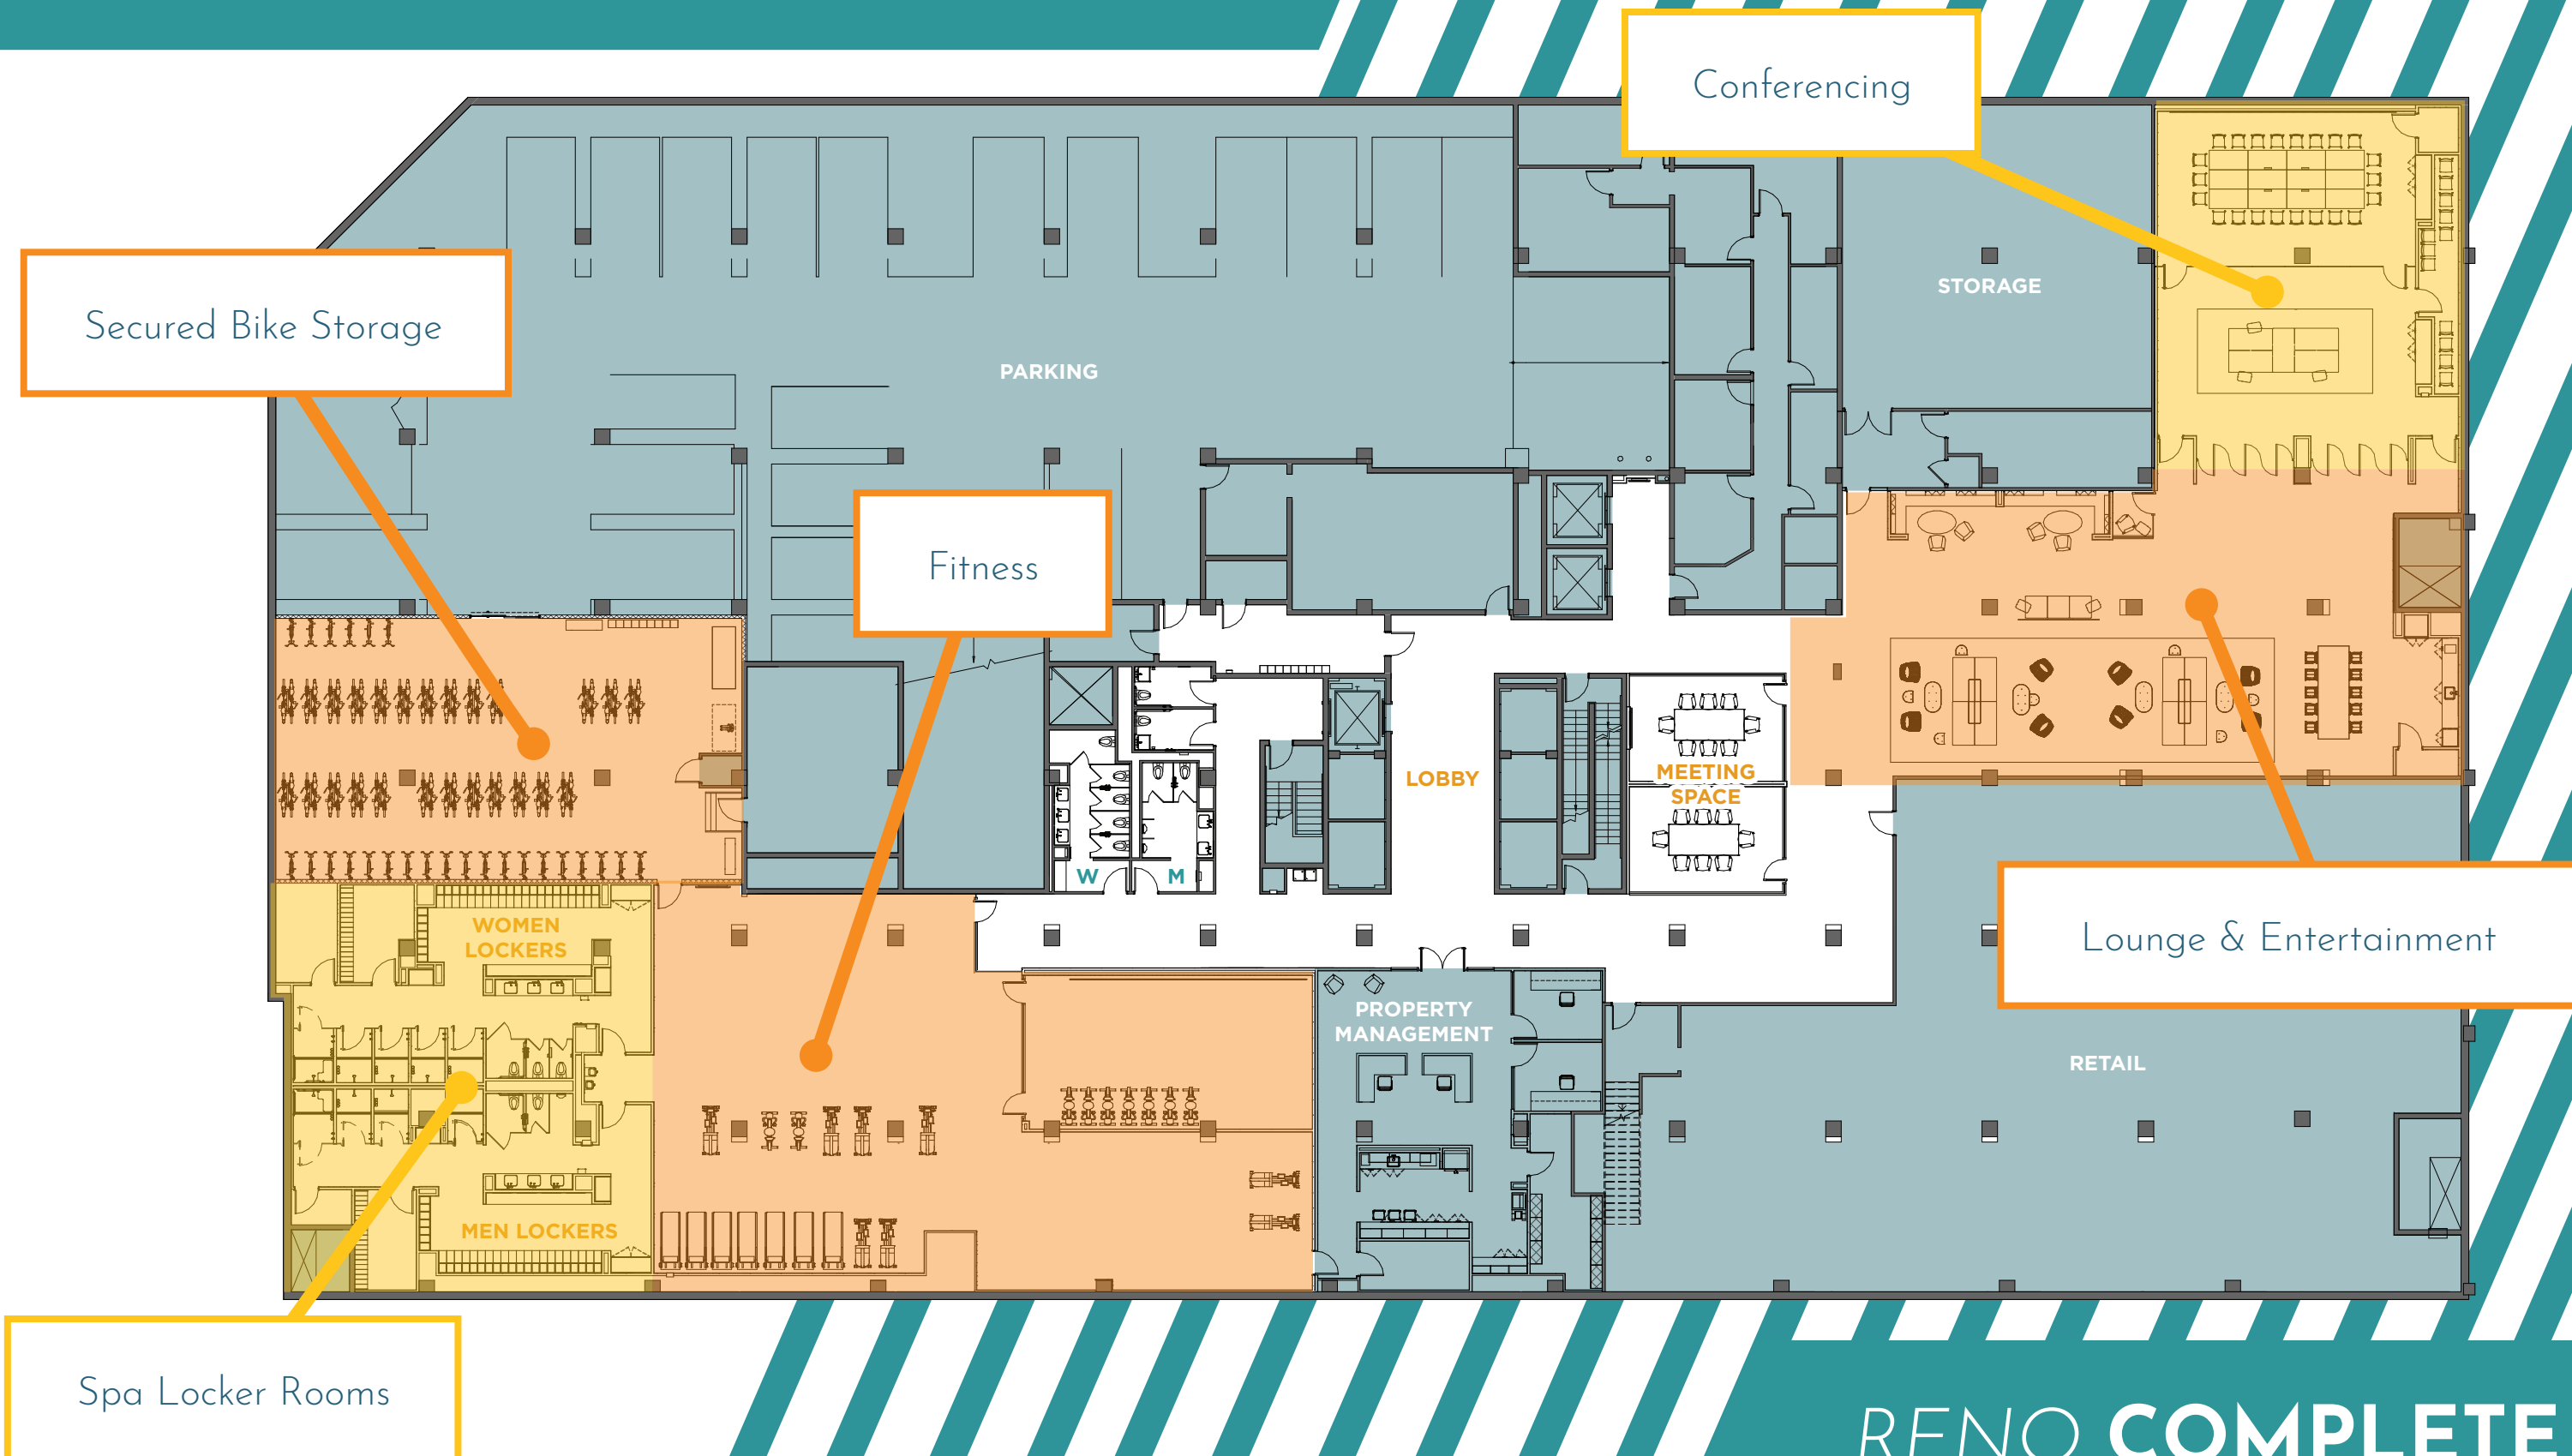 Conferencing
STORAGE
Secured Bike Storage
PARKING
Fitness
LOBBY
MEETING
SPACE
W
M
WOMEN
LOCKERS
Lounge & Entertainment
PROPERTY
MANAGEMENT
RETAIL
MEN LOCKERS
Spa Locker Rooms
RENO COMPLETE